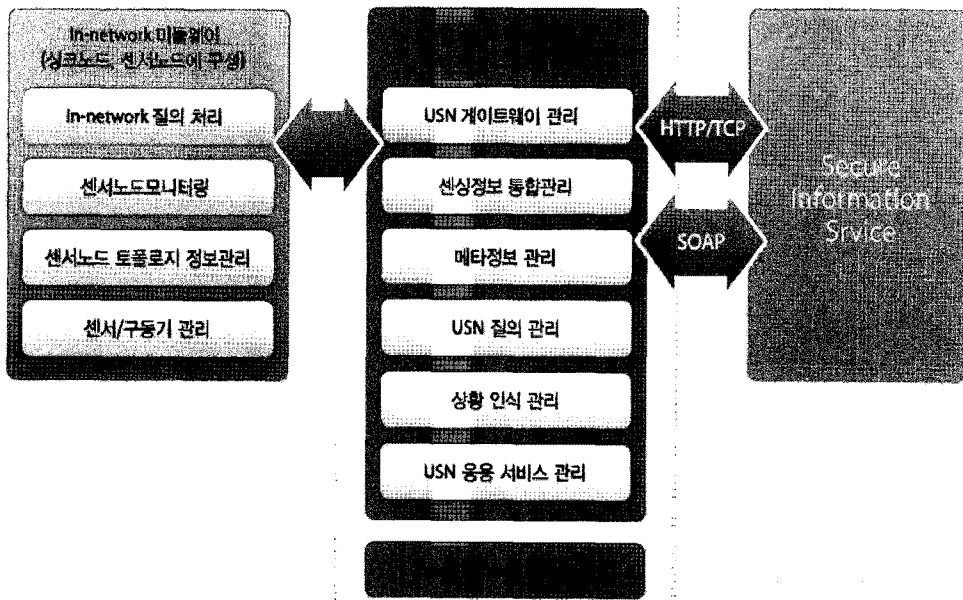 In-network 미들웨어
(싱크노드, 센서노드에 구성)
In-network 질의 처리
센서노드모니터링
센서노드 토폴로지 정보관리
센서/구동기 관리
USN 게이트웨이 관리
센싱정보 통합관리
메타정보 관리
USN 질의 관리
상황 인식 관리
USN 응용 서비스 관리
HTTP/TCP
SOAP
Secure
Information
Srvice